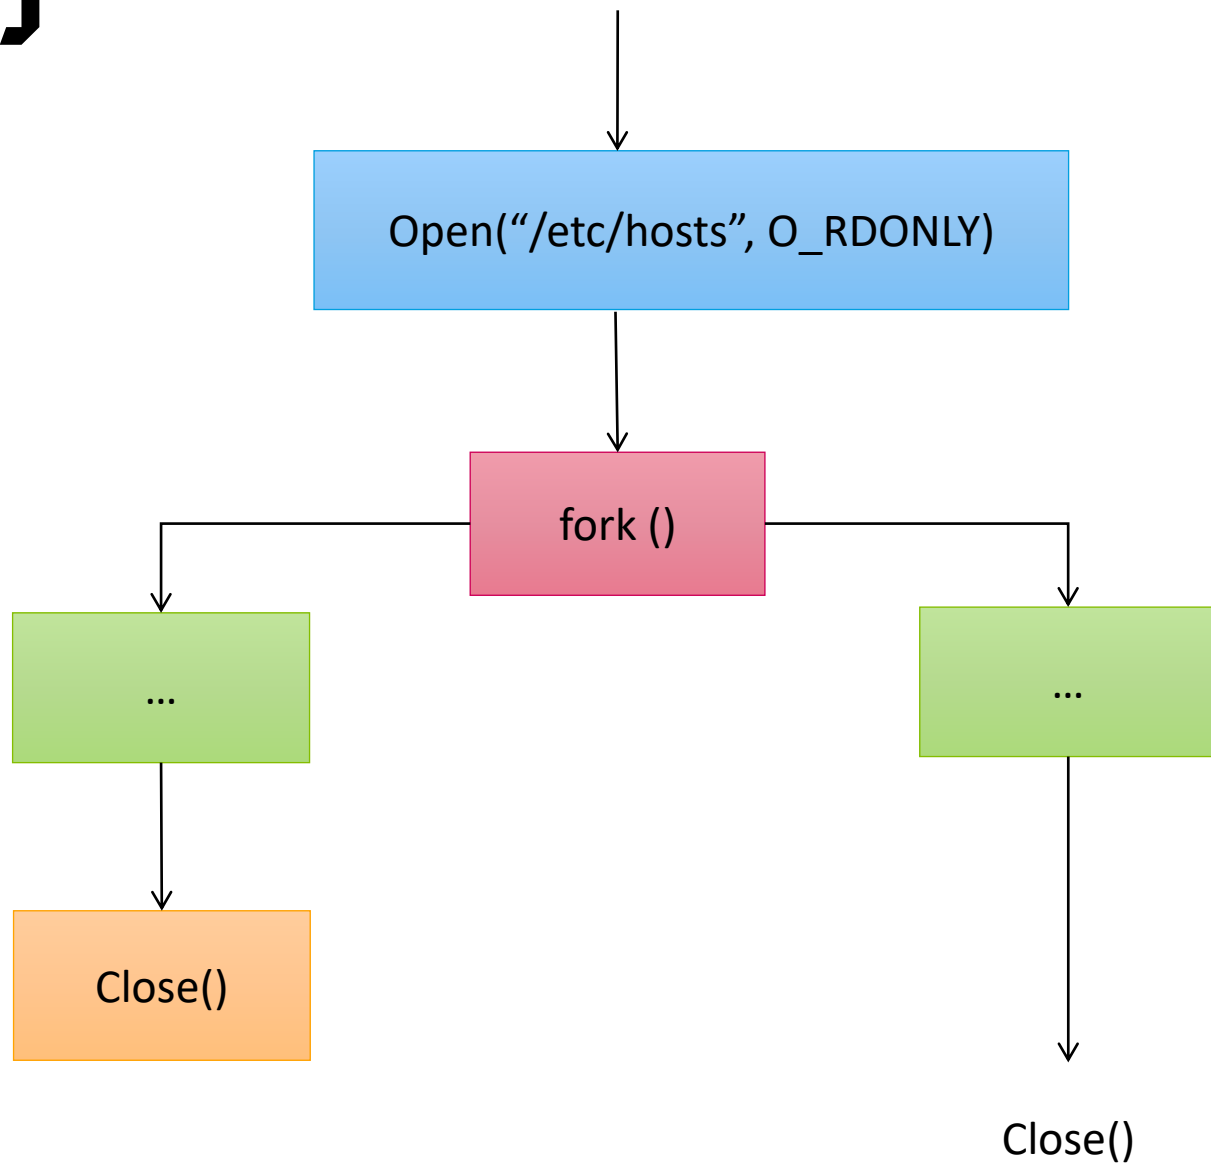 Open(“/etc/hosts”, O_RDONLY)
fork ()
...
...
Close()
Close()